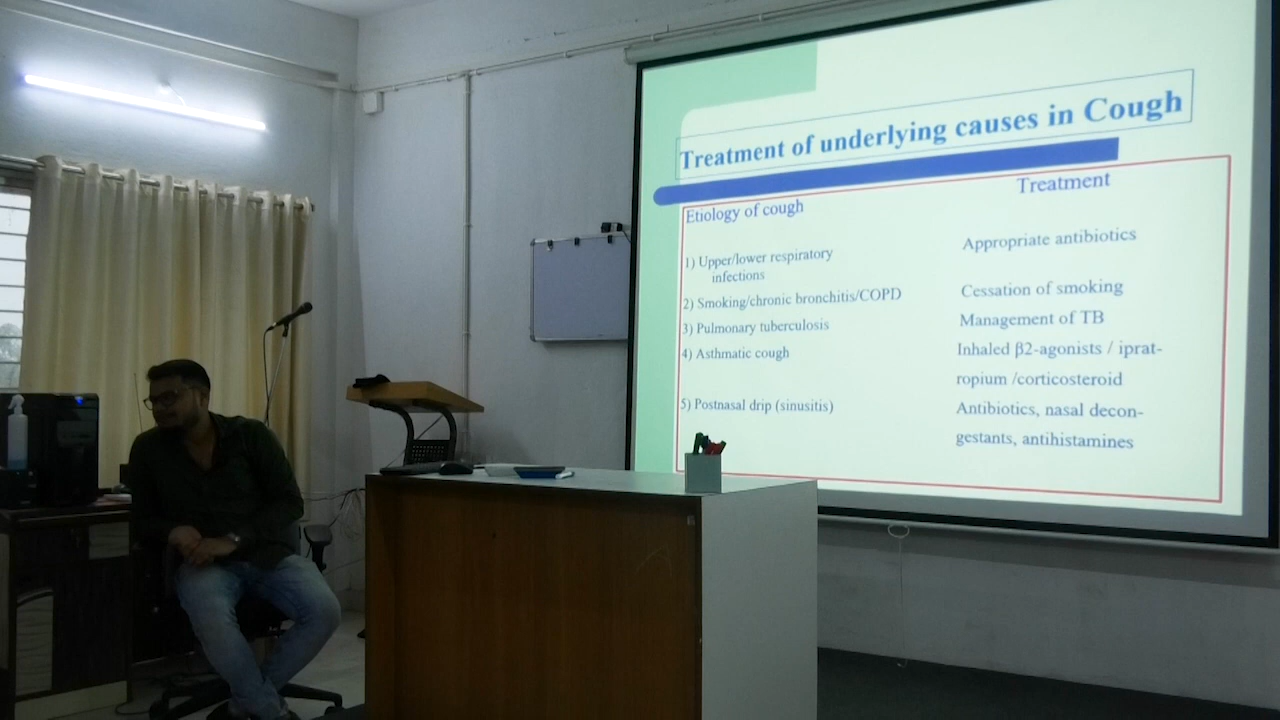 Treatment of underlying causes in Cough
Etiology of cough
Treatment
1) Upper/lower respiratory
infections
Appropriate antibiotics
2) Smoking/chronic bronchitis/COPD
Cessation of smoking
3) Pulmonary tuberculosis
Management of TB
4) Asthmatic cough
Inhaled β2-agonists / iprat-
ropium /corticosteroid
5) Postnasal drip (sinusitis)
Antibiotics, nasal decon-
gestants, antihistamines